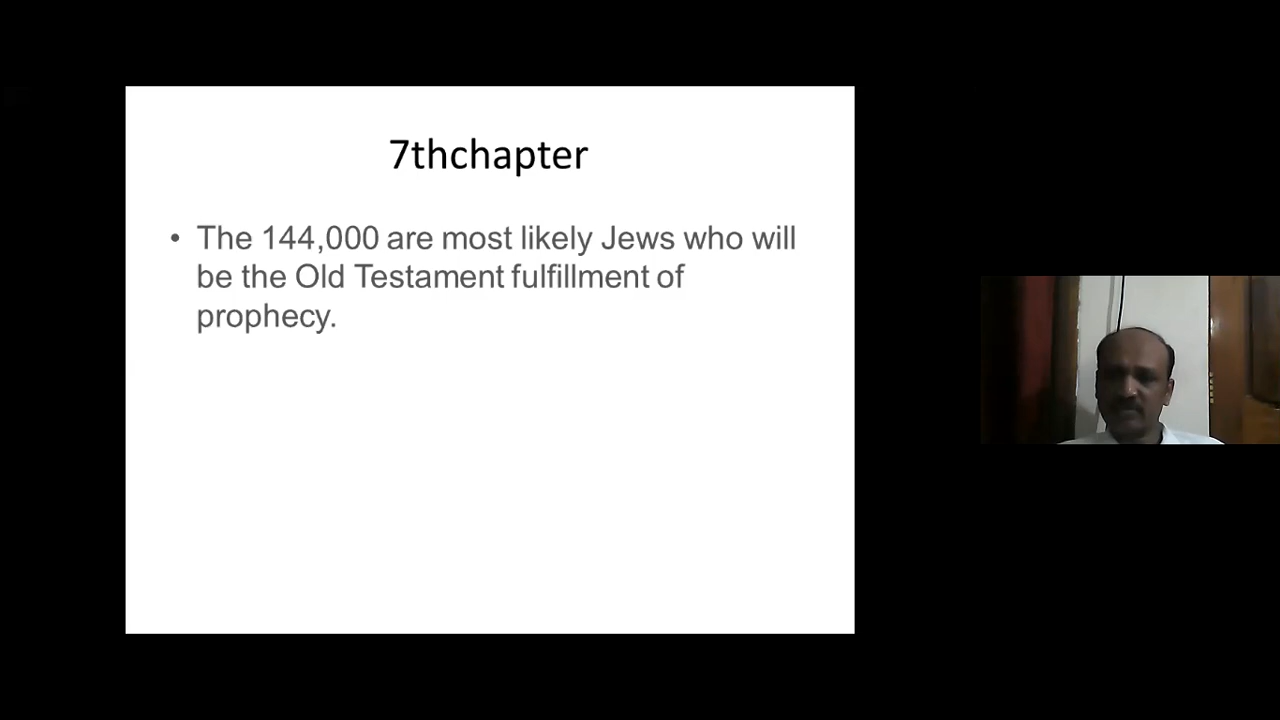 7thchapter
• The 144,000 are most likely Jews who will
be the Old Testament fulfillment of
prophecy.